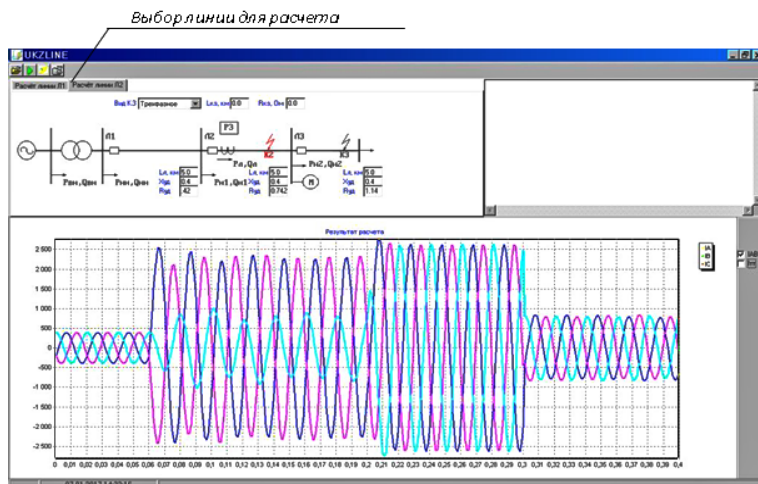 Выбор линии для расчета
UKZLINE
Расчёт линии Л1 Расчёт линии Л2
Вид К.З Трехфазное Lкз, км 0.0 Rкз, Ом 0.0
РЗ
Л1 Л2 Л3
К2 К3
Рл,Qл Рн2,Qн2
Рвн,Qвн Рнн,Qнн Рн1,Qн1 М
Lл, км 5.0 Lл, км 5.0 Lл, км 5.0
Худ 0.4 Худ 0.4 Худ 0.4
Rуд .42 Rуд 0.742 Rуд 1.14
Результат расчета
2 500
2 000
1 500
1 000
500
0
-500
-1 000
-1 500
-2 000
-2 500
0 0,01 0,02 0,03 0,04 0,05 0,06 0,07 0,08 0,09 0,1 0,11 0,12 0,13 0,14 0,15 0,16 0,17 0,18 0,19 0,2 0,21 0,22 0,23 0,24 0,25 0,26 0,27 0,28 0,29 0,3 0,31 0,32 0,33 0,34 0,35 0,36 0,37 0,38 0,39 0,4
IA
IB
IC